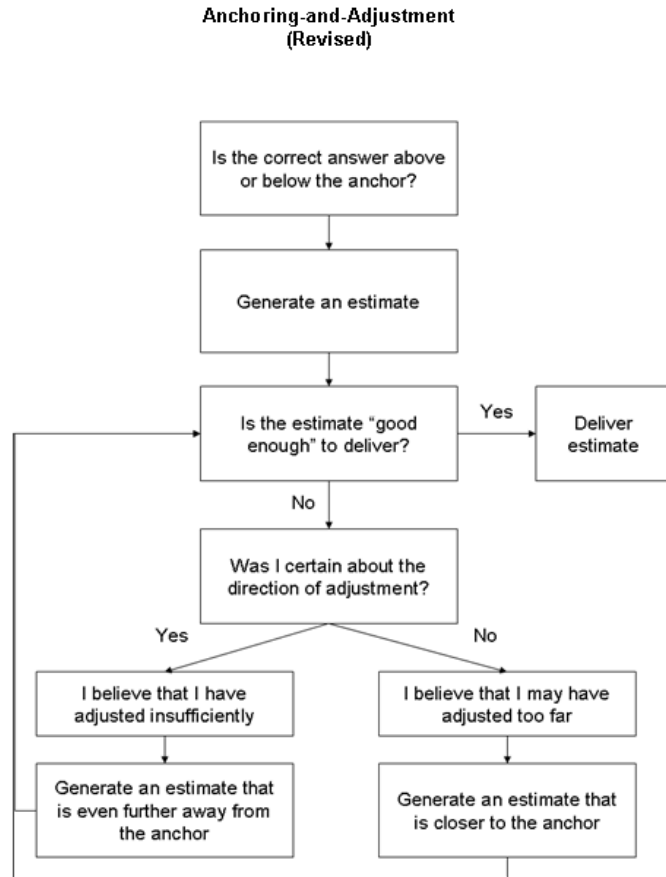 Anchoring-and-Adjustment
(Revised)
Is the correct answer above
or below the anchor?
Generate an estimate
Is the estimate “good
enough” to deliver?
Yes
Deliver
estimate
No
Was I certain about the
direction of adjustment?
Yes
No
I believe that I have
adjusted insufficiently
I believe that I may have
adjusted too far
Generate an estimate that
is even further away from
the anchor
Generate an estimate that
is closer to the anchor